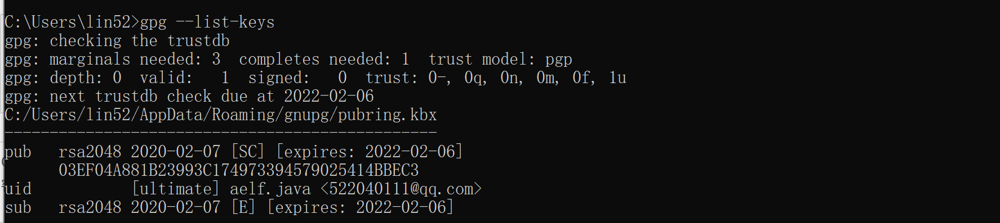 C:\Users\lin52>gpg --list-keys
gpg: checking the trustdb
gpg: marginals needed: 3  completes needed: 1  trust model: pgp
gpg: depth: 0  valid:   1  signed:   0  trust: 0-, 0q, 0n, 0m, 0f, 1u
gpg: next trustdb check due at 2022-02-06
C:/Users/lin52/AppData/Roaming/gnupg/pubring.kbx
------------------------------------------------
pub   rsa2048 2020-02-07 [SC] [expires: 2022-02-06]
      03EF04A881B23993C174973394579025414BBEC3
uid           [ultimate] aelf.java <522040111@qq.com>
sub   rsa2048 2020-02-07 [E] [expires: 2022-02-06]